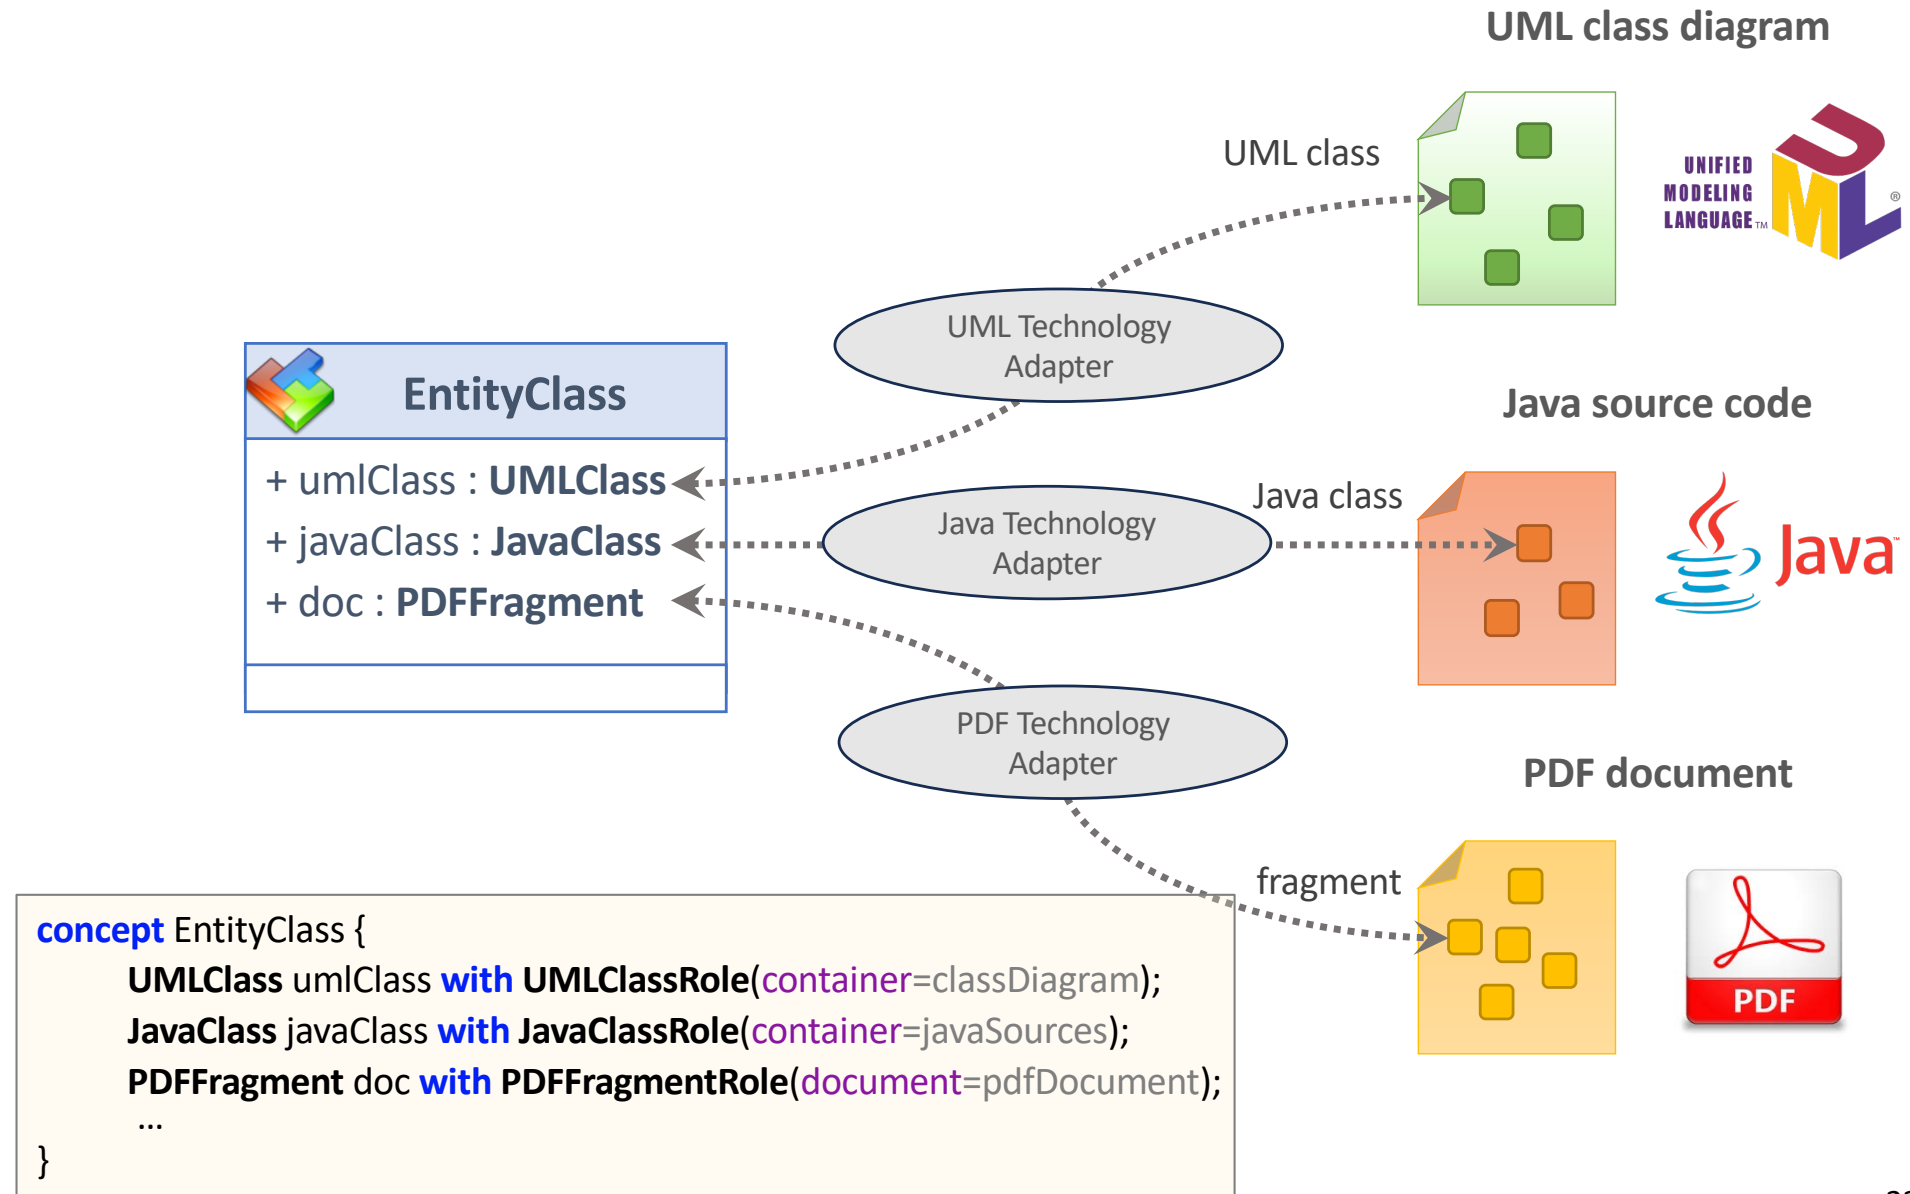 UML class diagram
UML class
UNIFIED
MODELING
LANGUAGE TM
UML ®
UML Technology
Adapter
EntityClass
Java source code
+ umlClass : UMLClass
Java class
Java Technology
Adapter
+ javaClass : JavaClass
Java
+ doc : PDFFragment
PDF Technology
Adapter
PDF document
fragment
PDF
concept EntityClass {
UMLClass umlClass with UMLClassRole(container=classDiagram);
JavaClass javaClass with JavaClassRole(container=javaSources);
PDFFragment doc with PDFFragmentRole(document=pdfDocument);
...
}